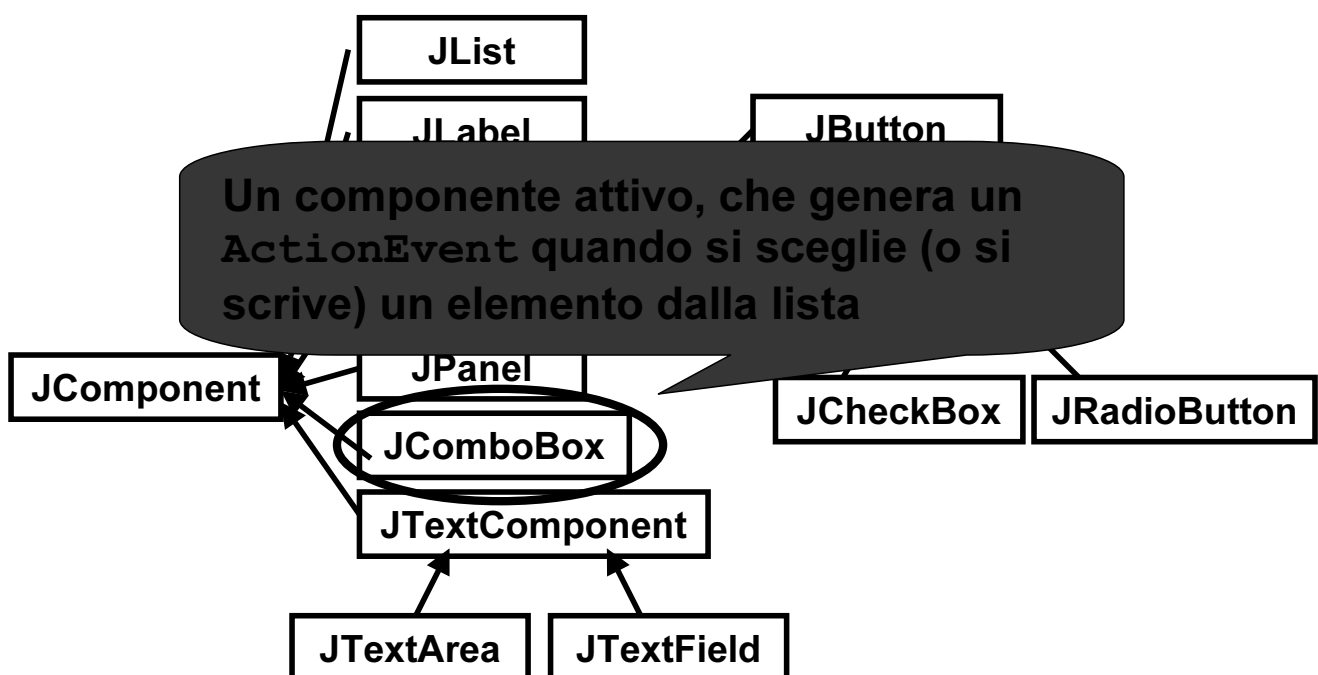 JList
JLabel
JButton
Un componente attivo, che genera un
ActionEvent quando si sceglie (o si
scrive) un elemento dalla lista
JPanel
JComponent
JCheckBox
JRadioButton
JComboBox
JTextComponent
JTextArea
JTextField